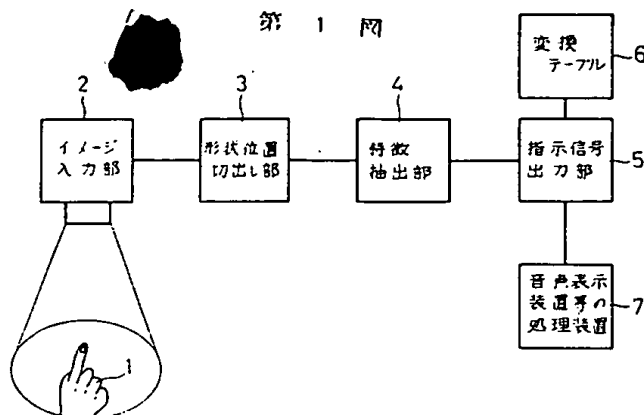 第 1 図
2
イメージ
入力部
3
形状位置
切出し部
4
特徴
抽出部
変換
テーブル
6
指示信号
出力部
5
音声表示
装置等の
処理装置
7
1